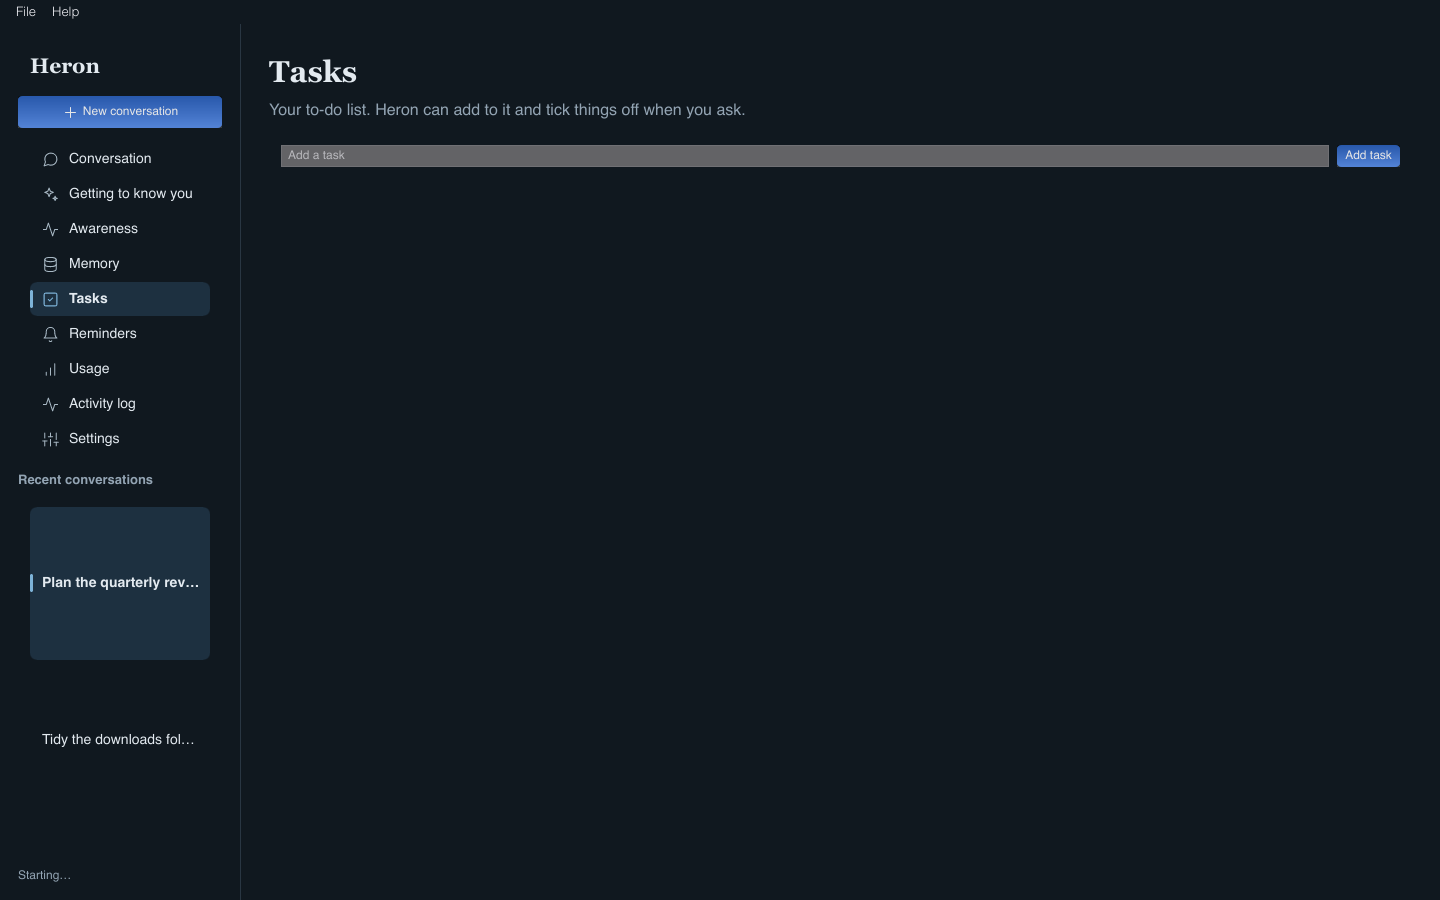 File Help
Heron
New conversation
Conversation
Getting to know you
Awareness
Memory
Tasks
Reminders
Usage
Activity log
Settings
Recent conversations
Plan the quarterly rev…
Tidy the downloads fol…
Starting…
Tasks
Your to-do list. Heron can add to it and tick things off when you ask.
Add a task
Add task